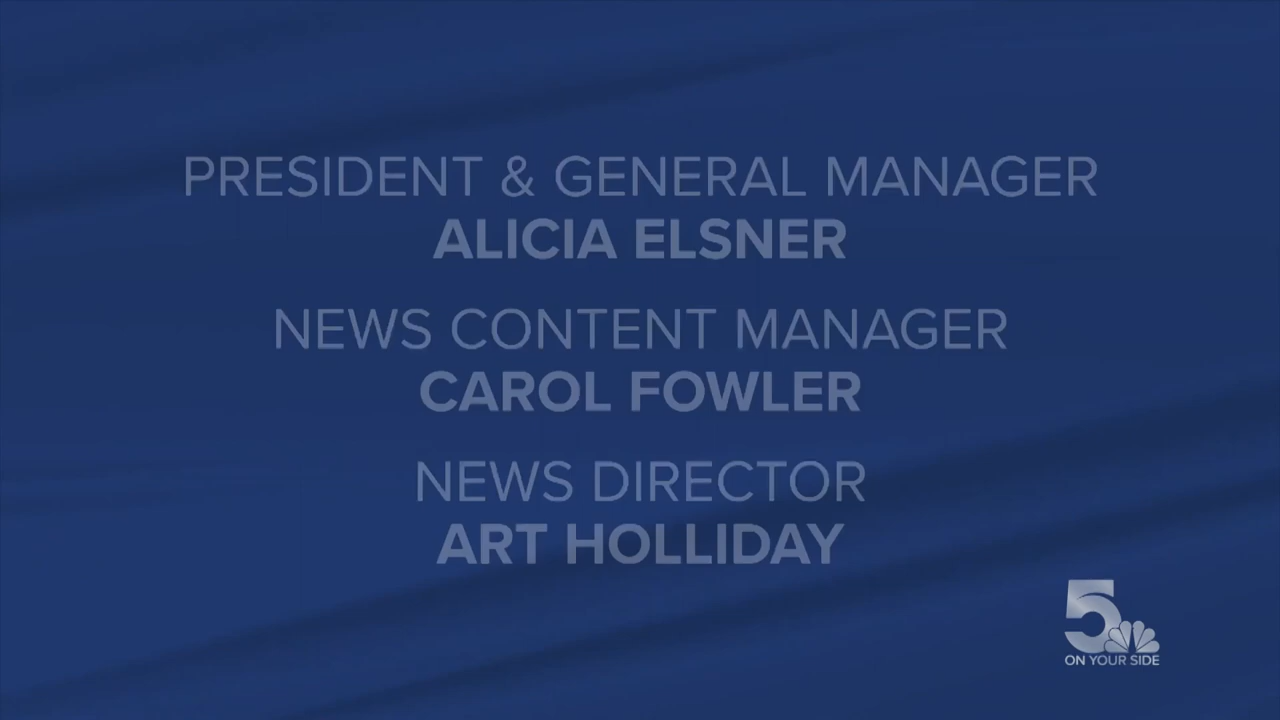 PRESIDENT & GENERAL MANAGER
ALICIA ELSNER
NEWS CONTENT MANAGER
CAROL FOWLER
NEWS DIRECTOR
ART HOLLIDAY
5
ON YOUR SIDE